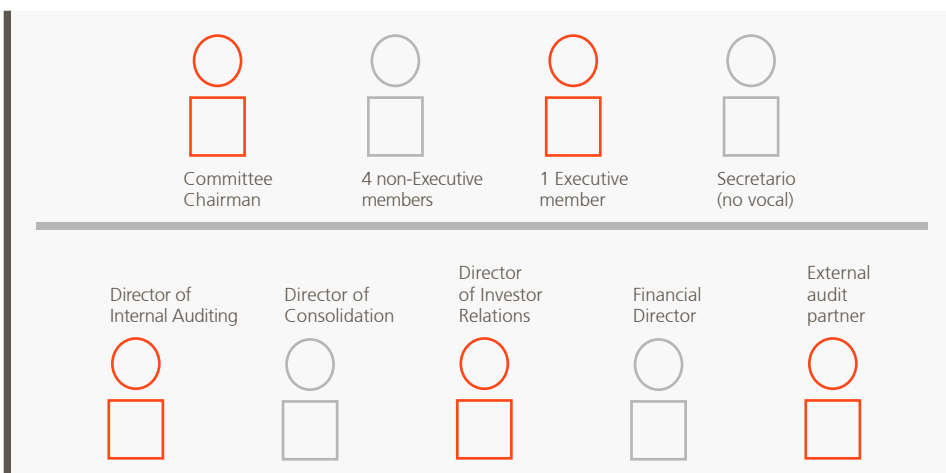 Committee
Chairman
4 non-Executive
members
1 Executive
member
Secretario
(no vocal)
Director of
Internal Auditing
Director of
Consolidation
Director
of Investor
Relations
Financial
Director
External
audit
partner